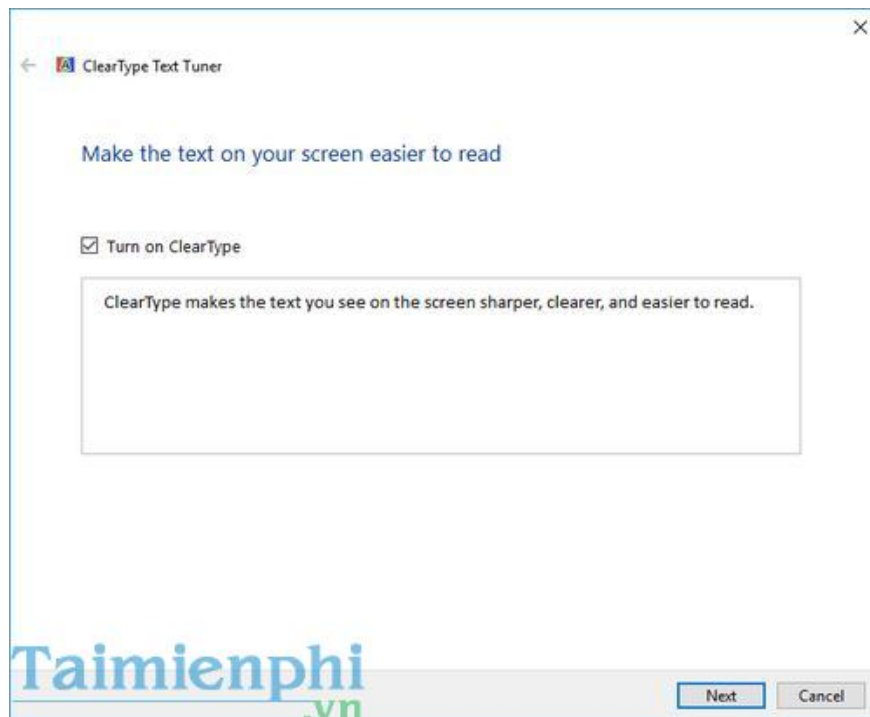 ClearType Text Tuner
Make the text on your screen easier to read
Turn on ClearType
ClearType makes the text you see on the screen sharper, clearer, and easier to read.
Taimienphi
.vn
Next
Cancel